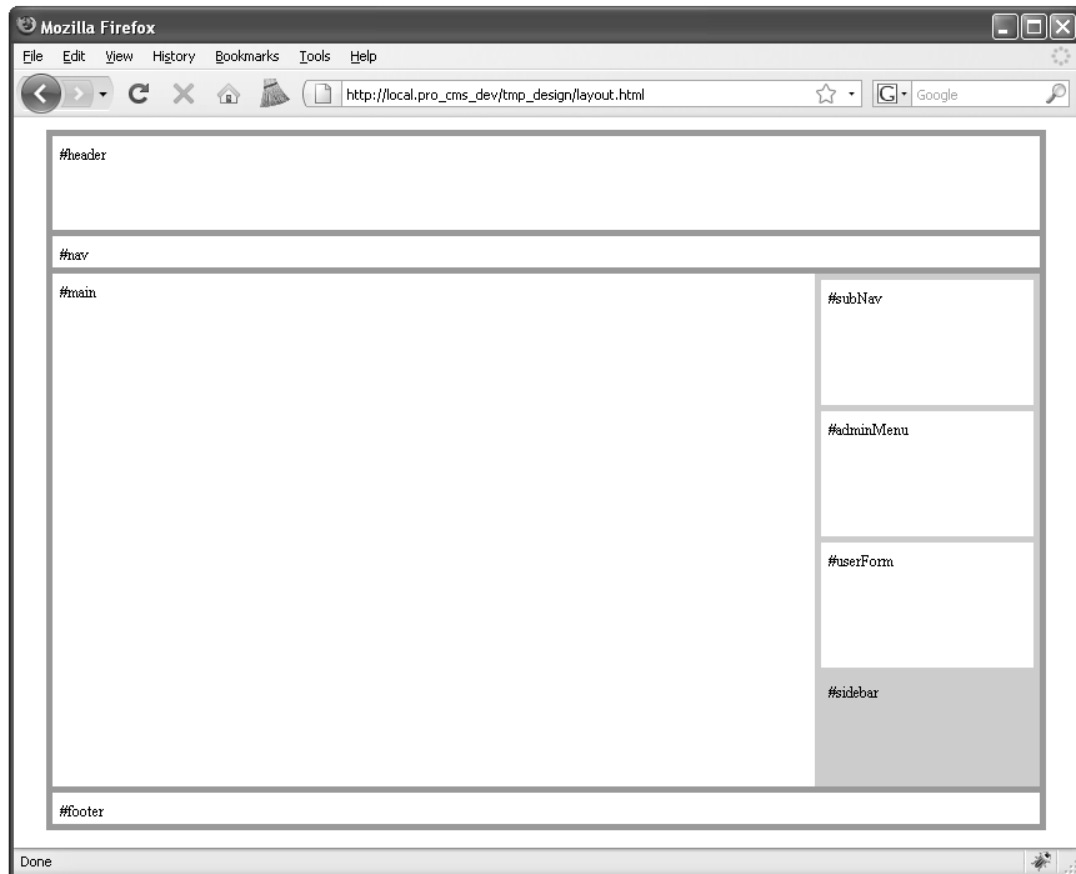 Mozilla Firefox
File Edit View History Bookmarks Tools Help
http://local.pro_cms_dev/tmp_design/layout.html G Google
#header
#nav
#main
#subNav
#adminMenu
#userForm
#sidebar
#footer
Done